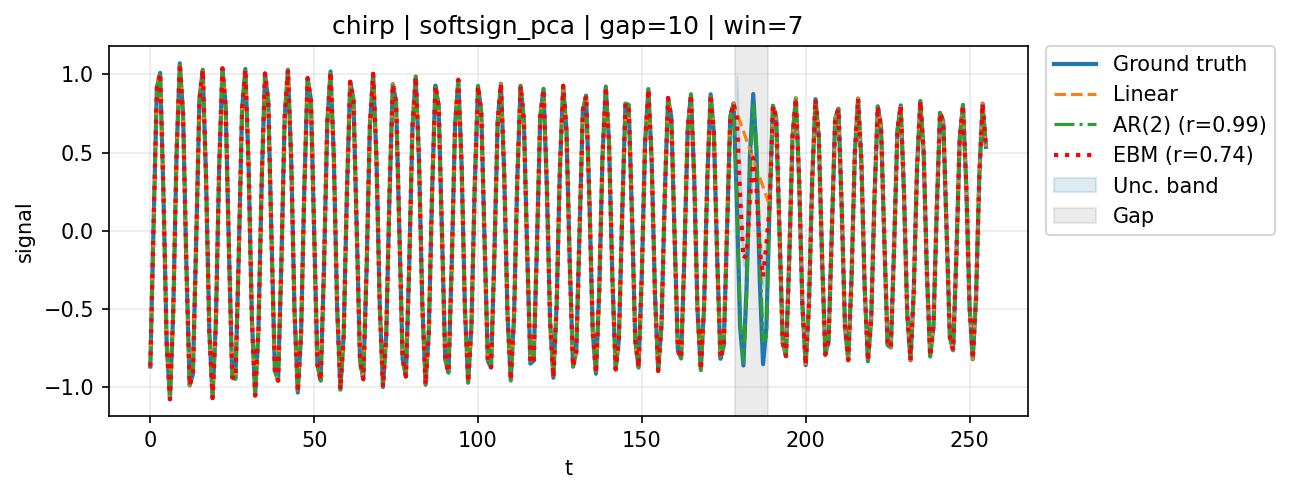 chirp | softsign_pca | gap=10 | win=7
signal
1.0
0.5
0.0
−0.5
−1.0
0
50
100
150
200
250
t
Ground truth
Linear
AR(2) (r=0.99)
EBM (r=0.74)
Unc. band
Gap